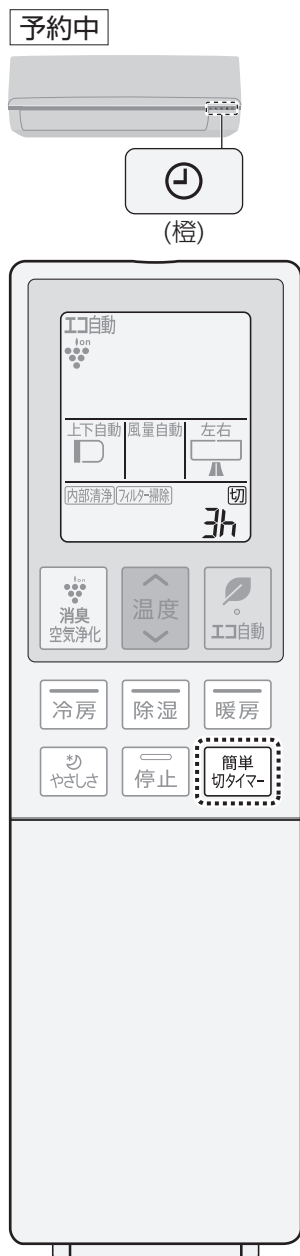 予約中
(橙)
エコ自動
ion
上下自動 風量自動 左右
内部清浄 フィルター掃除 切
3h
ion
消臭
空気浄化
温度
エコ自動
冷房
除湿
暖房
やさしさ
停止
簡単
切タイマー